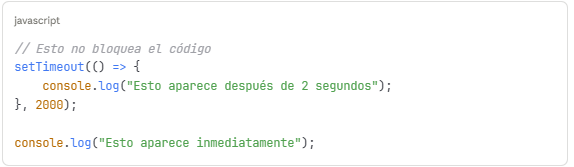 javascript
// Esto no bloquea el código
setTimeout(() => {
    console.log("Esto aparece después de 2 segundos");
}, 2000);
console.log("Esto aparece inmediatamente");